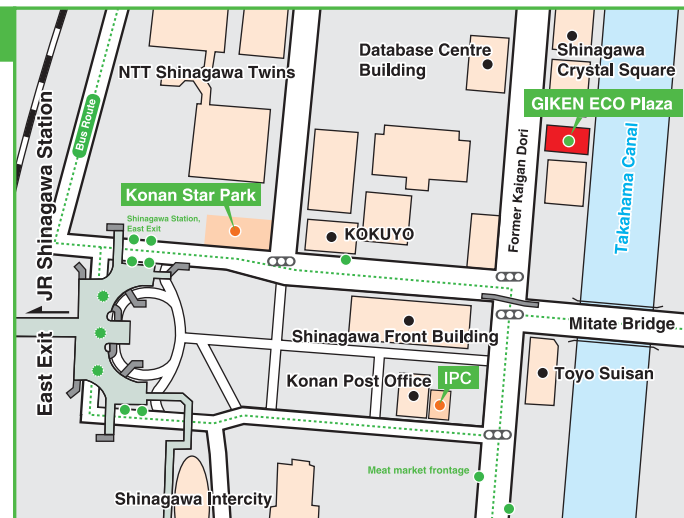 Database Centre
Building
Shinagawa
Crystal Square
NTT Shinagawa Twins
GIKEN ECO Plaza
Bus Route
JR Shinagawa Station
Konan Star Park
Former Kaigan Dori
Takahama Canal
Shinagawa Station,
East Exit
KOKUYO
Mitate Bridge
Shinagawa Front Building
East Exit
Konan Post Office
IPC
Toyo Suisan
Meat market frontage
Shinagawa Intercity